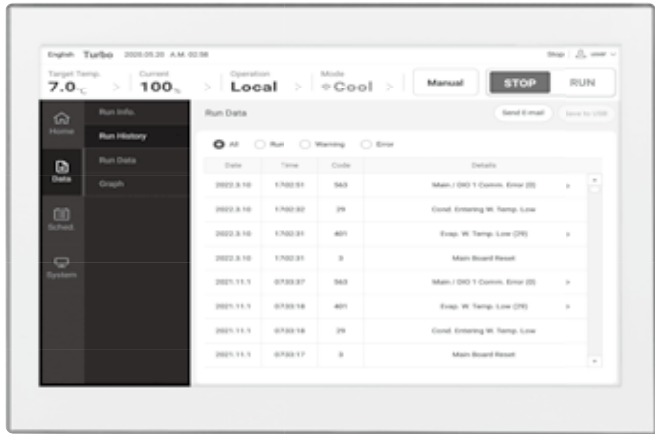 English Turbo 2020.05.20 A.M. 02:58 Stop user
Target Temp. Current Operation Mode
7.0 °C > 100 % > Local > Cool > Manual STOP RUN
Home
Data
Sched.
System
Run Info.
Run History
Run Data
Graph
Run Data Send E-mail Save to USB
All Run Warning Error
Date Time Code Details
2022.3.10 17:02:51 563 Main / DIO 1 Comm. Error (0) >
2022.3.10 17:02:32 29 Cond. Entering W. Temp. Low
2022.3.10 17:02:31 401 Evap. W. Temp. Low (29) >
2022.3.10 17:02:31 3 Main Board Reset
2021.11.1 07:33:37 563 Main / DIO 1 Comm. Error (0) >
2021.11.1 07:33:18 401 Evap. W. Temp. Low (29) >
2021.11.1 07:33:18 29 Cond. Entering W. Temp. Low
2021.11.1 07:33:17 3 Main Board Reset